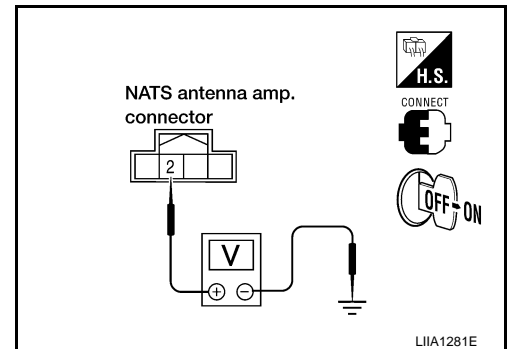 NATS antenna amp.
connector
H.S.
CONNECT
2
OFF ON
V
+ −
LIIA1281E